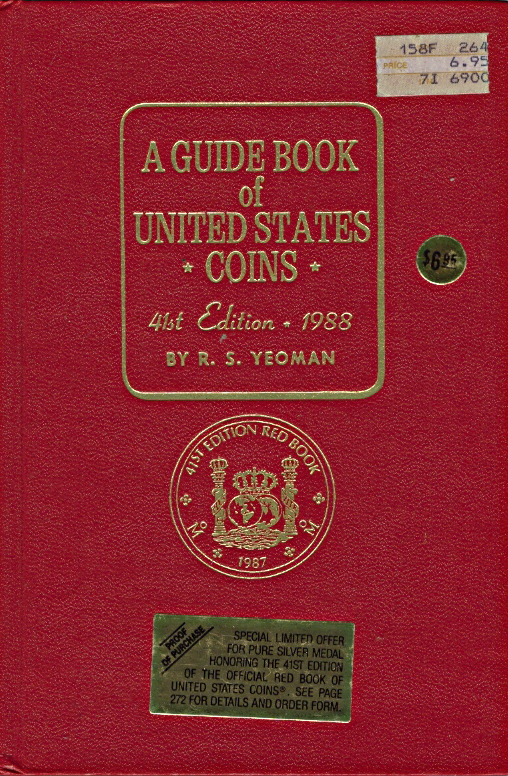 158F 264
PRICE 6.95
71 6900
A GUIDE BOOK
of
UNITED STATES
COINS
41st Edition • 1988
BY R. S. YEOMAN
$6.95
41ST EDITION RED BOOK
M
M
1987
PROOF
OF PURCHASE
SPECIAL LIMITED OFFER
FOR PURE SILVER MEDAL
HONORING THE 41ST EDITION
OF THE OFFICIAL RED BOOK OF
UNITED STATES COINS®. SEE PAGE
272 FOR DETAILS AND ORDER FORM.